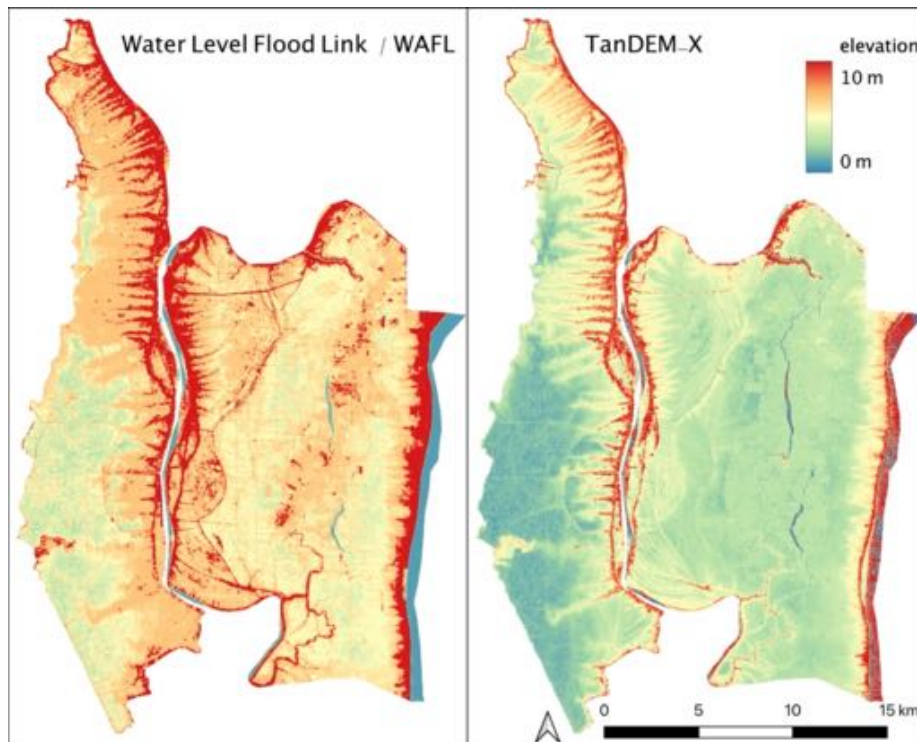 Water Level Flood Link / WAFL
TanDEM-X
elevation
10 m
0 m
0 5 10 15 km